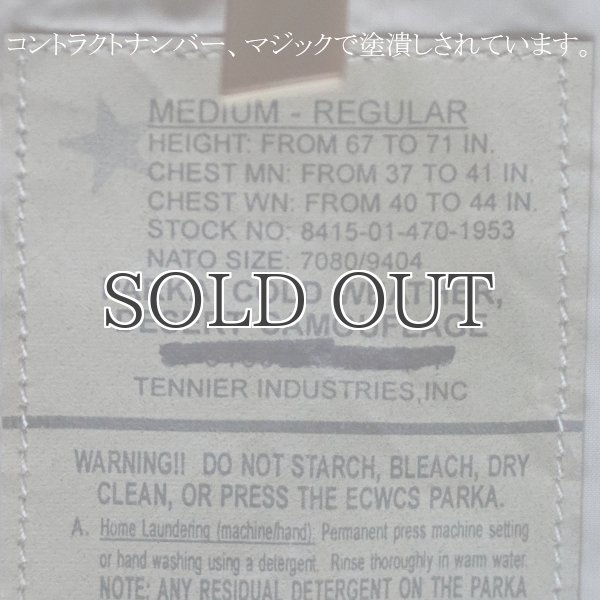 コントラクトナンバー、マジックで塗潰しされています。
MEDIUM - REGULAR
HEIGHT: FROM 67 TO 71 IN.
CHEST MN: FROM 37 TO 41 IN.
CHEST WN: FROM 40 TO 44 IN.
STOCK NO: 8415-01-470-1953
NATO SIZE: 7080/9404
PARKA, COLD WEATHER,
SOLD OUT
DESERT CAMOUFLAGE
TENNIER INDUSTRIES,INC
WARNING!! DO NOT STARCH, BLEACH, DRY
CLEAN, OR PRESS THE ECWCS PARKA.
A. Home Laundering (machine/hand): Permanent press machine setting
or hand washing using a detergent. Rinse thoroughly in warm water.
NOTE: ANY RESIDUAL DETERGENT ON THE PARKA